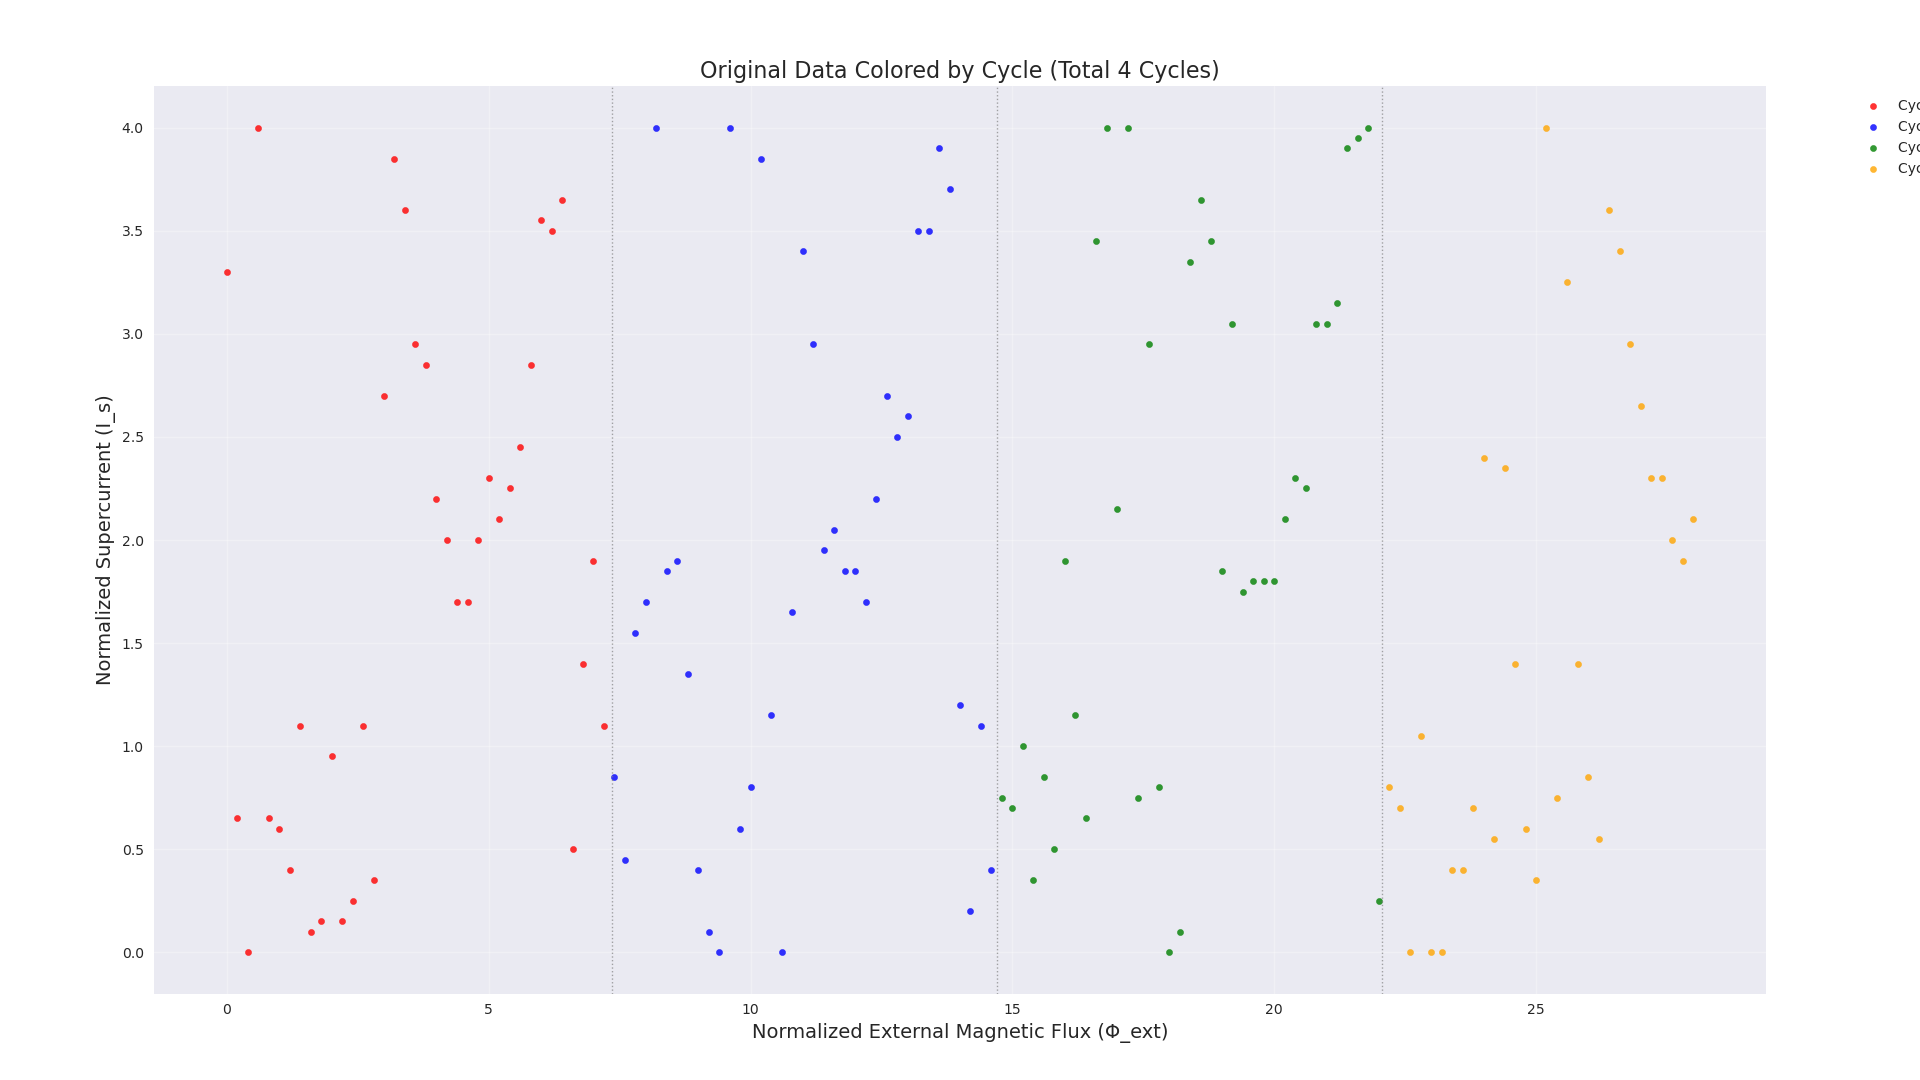 Original Data Colored by Cycle (Total 4 Cycles)
4.0
3.5
3.0
2.5
2.0
1.5
1.0
0.5
0.0
Normalized Supercurrent (I_s)
0
5
10
15
20
25
Normalized External Magnetic Flux (Φ_ext)
Cyc
Cyc
Cyc
Cyc